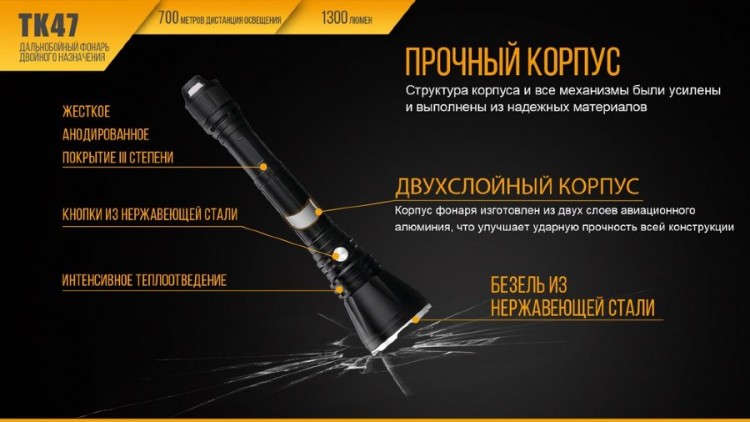 TK47
ДАЛЬНОБОЙНЫЙ ФОНАРЬ
ДВОЙНОГО НАЗНАЧЕНИЯ
700 МЕТРОВ ДИСТАНЦИЯ ОСВЕЩЕНИЯ
1300 ЛЮМЕН
ПРОЧНЫЙ КОРПУС
Структура корпуса и все механизмы были усилены
и выполнены из надежных материалов
ЖЕСТКОЕ
АНОДИРОВАННОЕ
ПОКРЫТИЕ III СТЕПЕНИ
ДВУХСЛОЙНЫЙ КОРПУС
Корпус фонаря изготовлен из двух слоев авиационного
алюминия, что улучшает ударную прочность всей конструкции
КНОПКИ ИЗ НЕРЖАВЕЮЩЕЙ СТАЛИ
ИНТЕНСИВНОЕ ТЕПЛООТВЕДЕНИЕ
БЕЗЕЛЬ ИЗ
НЕРЖАВЕЮЩЕЙ СТАЛИ